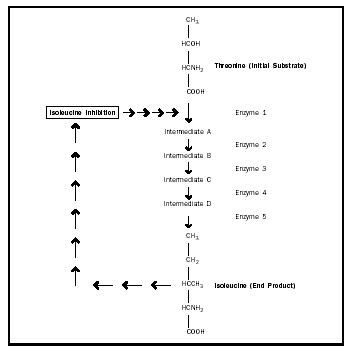 CH₃
HCOH
HCNH₂
Threonine (Initial Substrate)
COOH
Isoleucine Inhibition
Enzyme 1
Intermediate A
Enzyme 2
Intermediate B
Enzyme 3
Intermediate C
Enzyme 4
Intermediate D
Enzyme 5
CH₃
CH₂
HCCH₃
Isoleucine (End Product)
HCNH₂
COOH